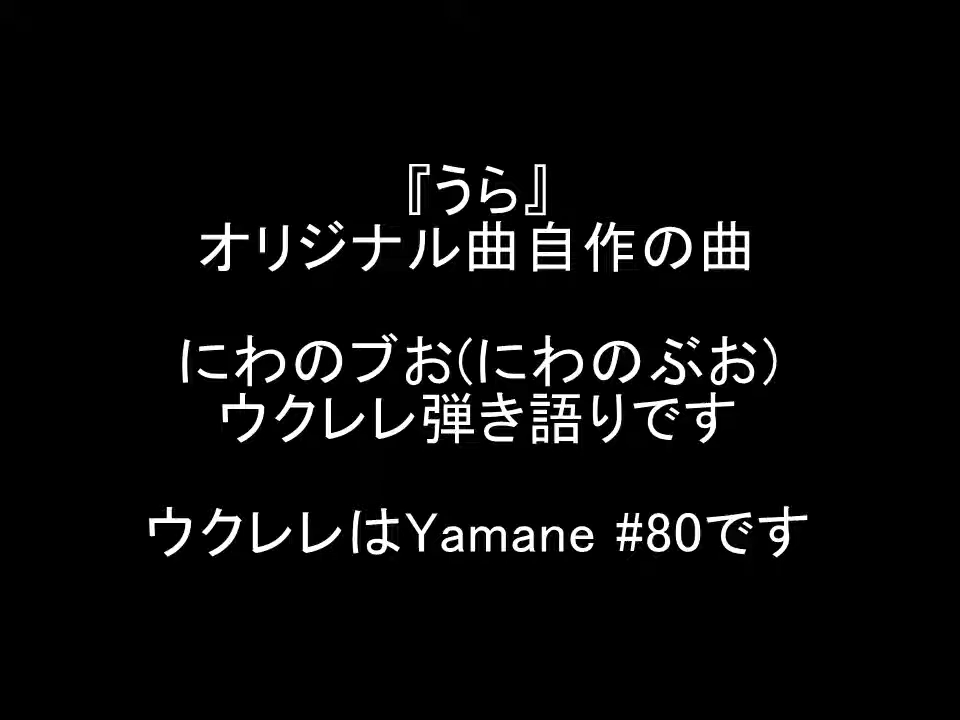 『うら』
オリジナル曲自作の曲
にわのブお(にわのぶお)
ウクレレ弾き語りです
ウクレレはYamane #80です